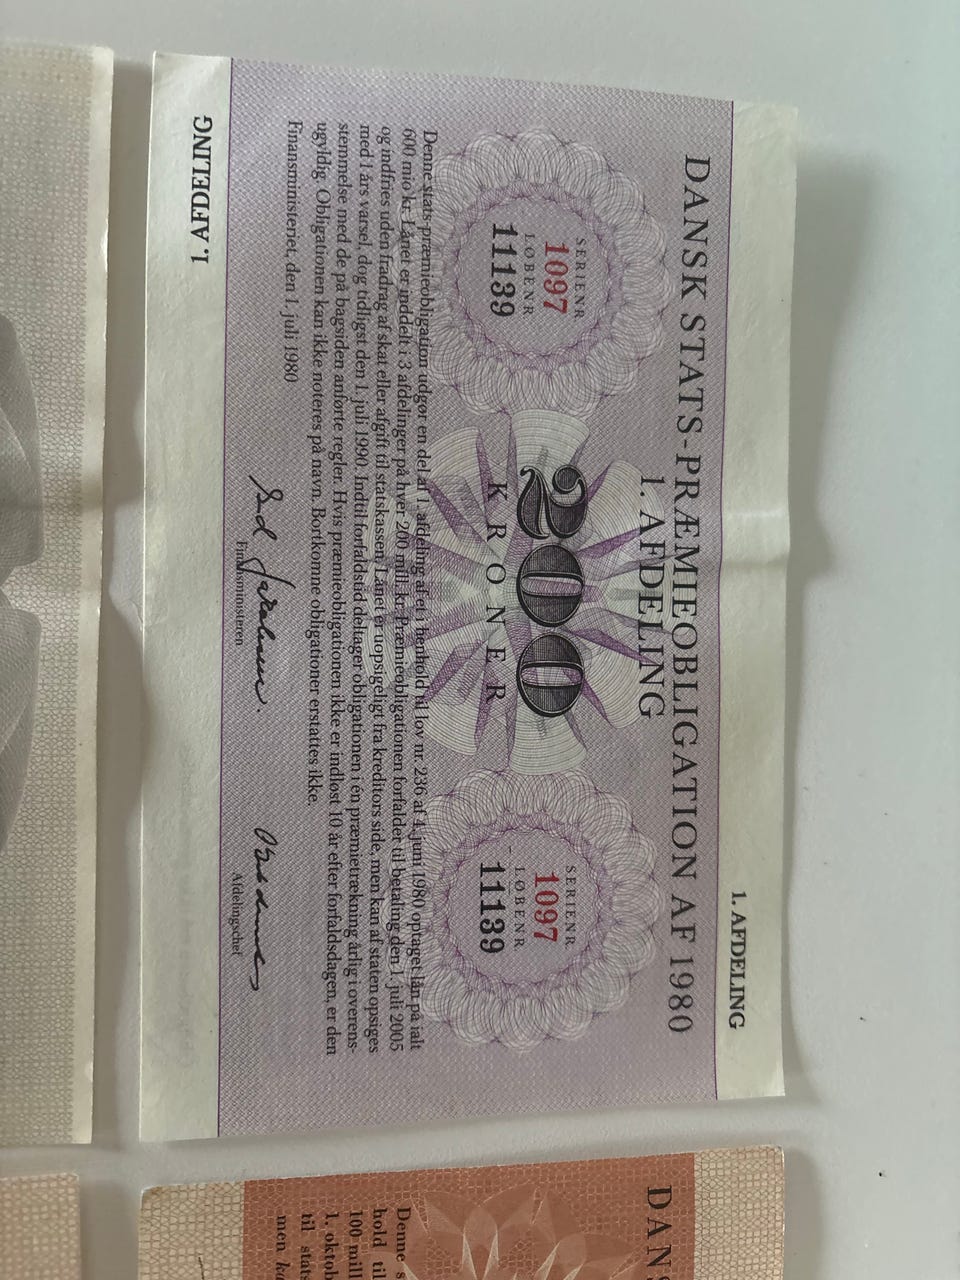 1. AFDELING
DANSK STATS-PRÆMIEOBLIGATION AF 1980
1. AFDELING
SERIENR
1097
LØBENR
11139
200
KRONER
SERIENR
1097
LØBENR
11139
Denne stats-præmieobligation udgør en del af 1. afdeling af et i henhold til lov nr. 236 af 4. juni 1980 optaget lån på ialt
600 mio kr. Lånet er inddelt i 3 afdelinger på hver 200 mill. kr. Præmieobligationen forfalder til betaling den 1. juli 2005
og indfries uden fradrag af skat eller afgift til statskassen. Lånet er uopsigeligt fra kreditors side, men kan af staten opsiges
med 1 års varsel, dog tidligst den 1. juli 1990. Indtil forfaldstid deltager obligationen i én præmietrækning årlig i overens-
stemmelse med de på bagsiden anførte regler. Hvis præmieobligationen ikke er indløst 10 år efter forfaldsdagen, er den
ugyldig. Obligationen kan ikke noteres på navn. Bortkomne obligationer erstattes ikke.
Finansministeriet, den 1. juli 1980
Finansministeren
Afdelingschef
1. AFDELING
DANS
Denne s
hold til
100 mill
1. oktob
til stats
men ka